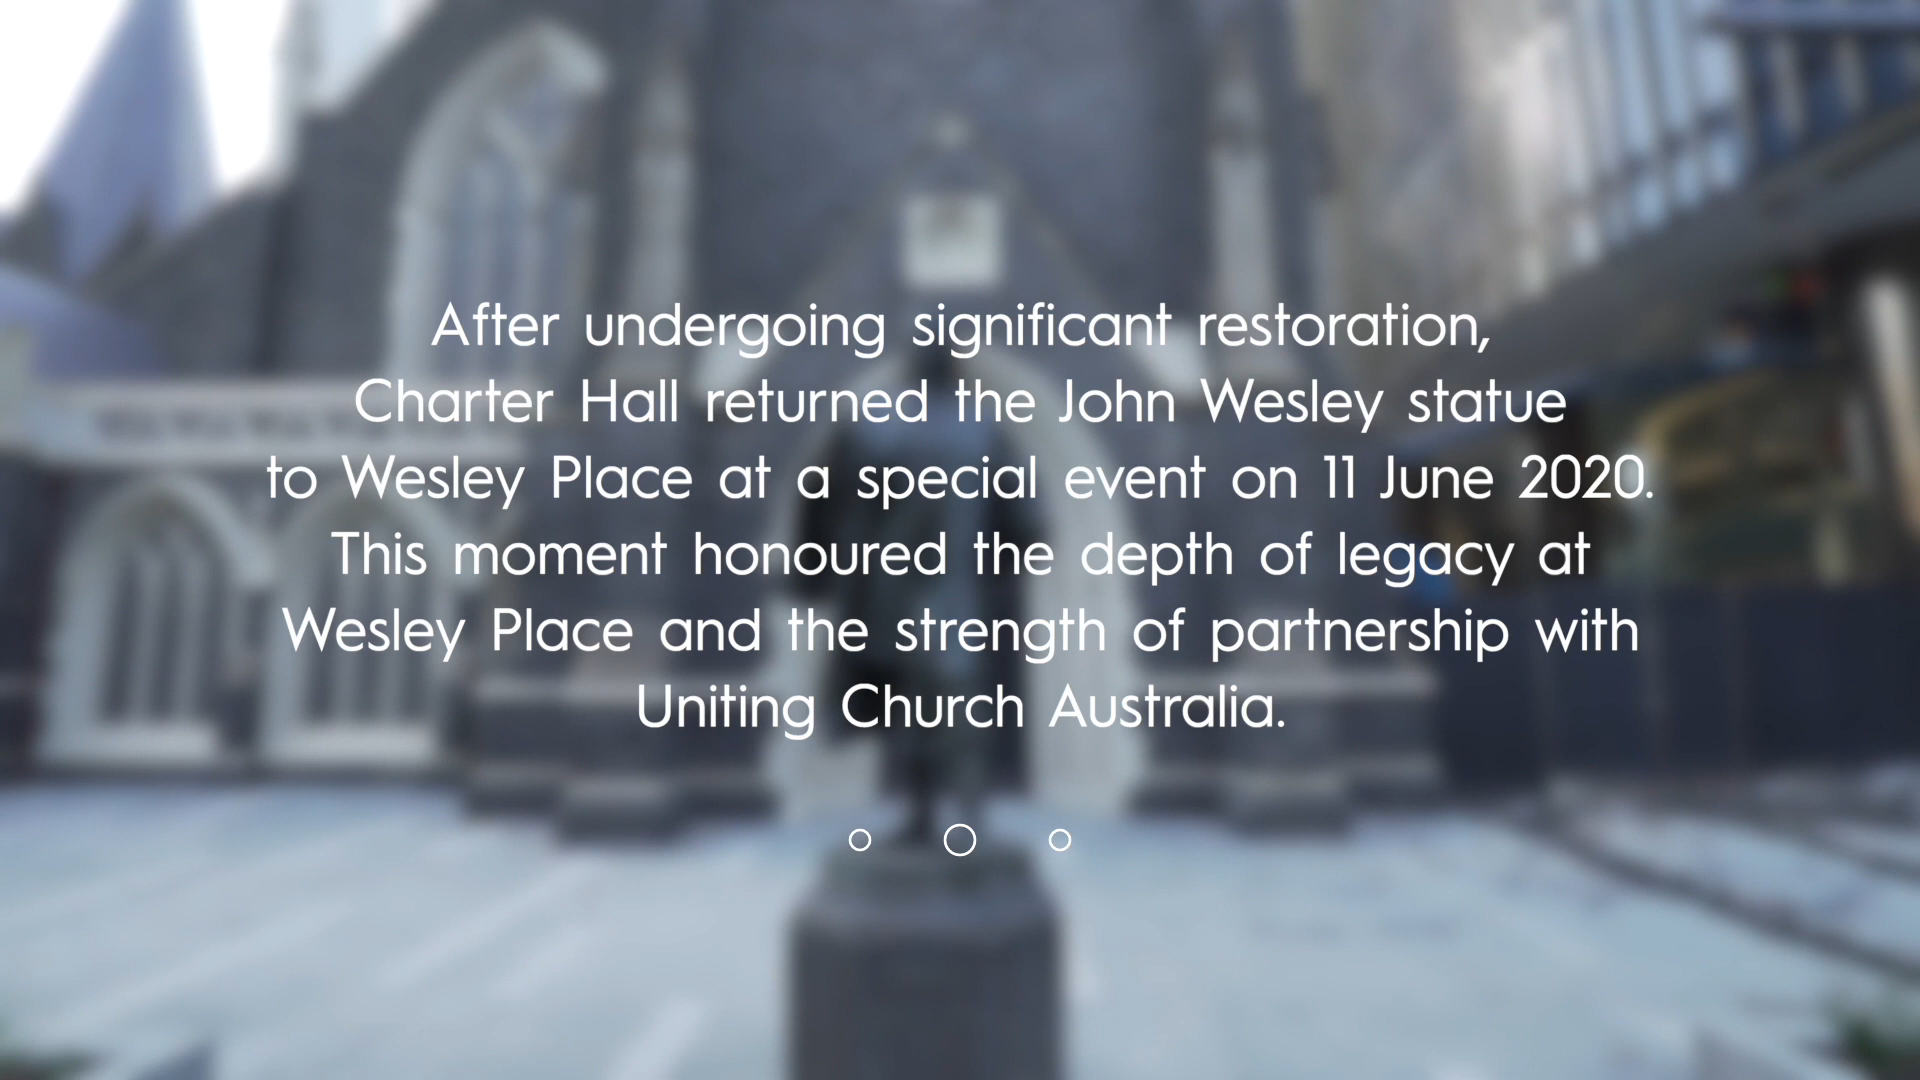 After undergoing significant restoration,
Charter Hall returned the John Wesley statue
to Wesley Place at a special event on 11 June 2020.
This moment honoured the depth of legacy at
Wesley Place and the strength of partnership with
Uniting Church Australia.